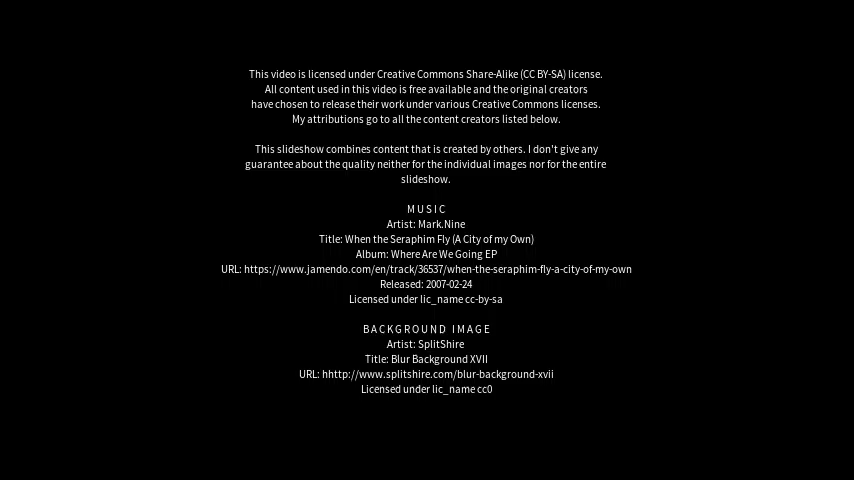 This video is licensed under Creative Commons Share-Alike (CC BY-SA) license.
All content used in this video is free available and the original creators
have chosen to release their work under various Creative Commons licenses.
My attributions go to all the content creators listed below.
This slideshow combines content that is created by others. I don't give any
guarantee about the quality neither for the individual images nor for the entire
slideshow.
MUSIC
Artist: Mark.Nine
Title: When the Seraphim Fly (A City of my Own)
Album: Where Are We Going EP
URL: https://www.jamendo.com/en/track/36537/when-the-seraphim-fly-a-city-of-my-own
Released: 2007-02-24
Licensed under lic_name cc-by-sa
BACKGROUND IMAGE
Artist: SplitShire
Title: Blur Background XVII
URL: hhttp://www.splitshire.com/blur-background-xvii
Licensed under lic_name cc0